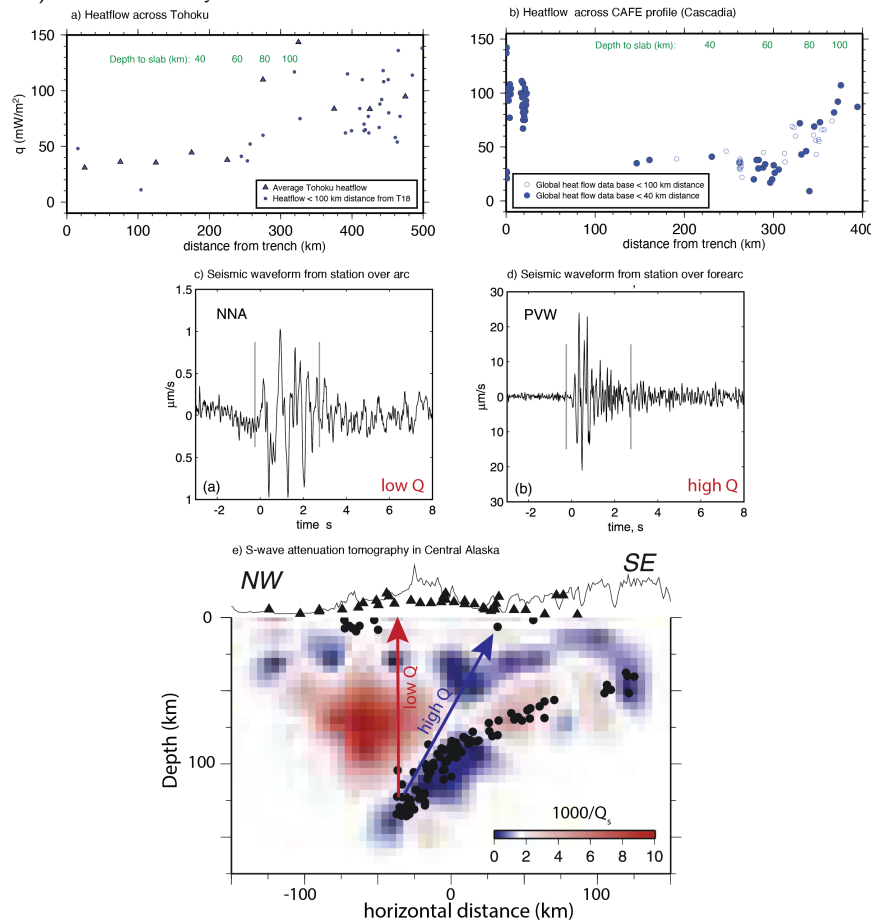 a) Heatflow across Tohoku
150
100
50
0
q (mW/m²)
Depth to slab (km): 40 60 80 100
Average Tohoku heatflow
Heatflow < 100 km distance from T18
0 100 200 300 400 500
distance from trench (km)
b) Heatflow across CAFE profile (Cascadia)
150
100
50
0
Depth to slab (km): 40 60 80 100
Global heat flow data base < 100 km distance
Global heat flow data base < 40 km distance
0 100 200 300 400
distance from trench (km)
c) Seismic waveform from station over arc
1.5
1
0.5
0
0.5
1
μm/s
NNA
(a)
low Q
0 2 4 6 8
time s
d) Seismic waveform from station over forearc
30
20
10
0
10
20
30
μm/s
PVW
(b)
high Q
0 2 4 6 8
time, s
e) S-wave attenuation tomography in Central Alaska
NW
SE
0
100
Depth (km)
low Q
high Q
1000/Qs
0 2 4 6 8 10
-100 0 100
horizontal distance (km)